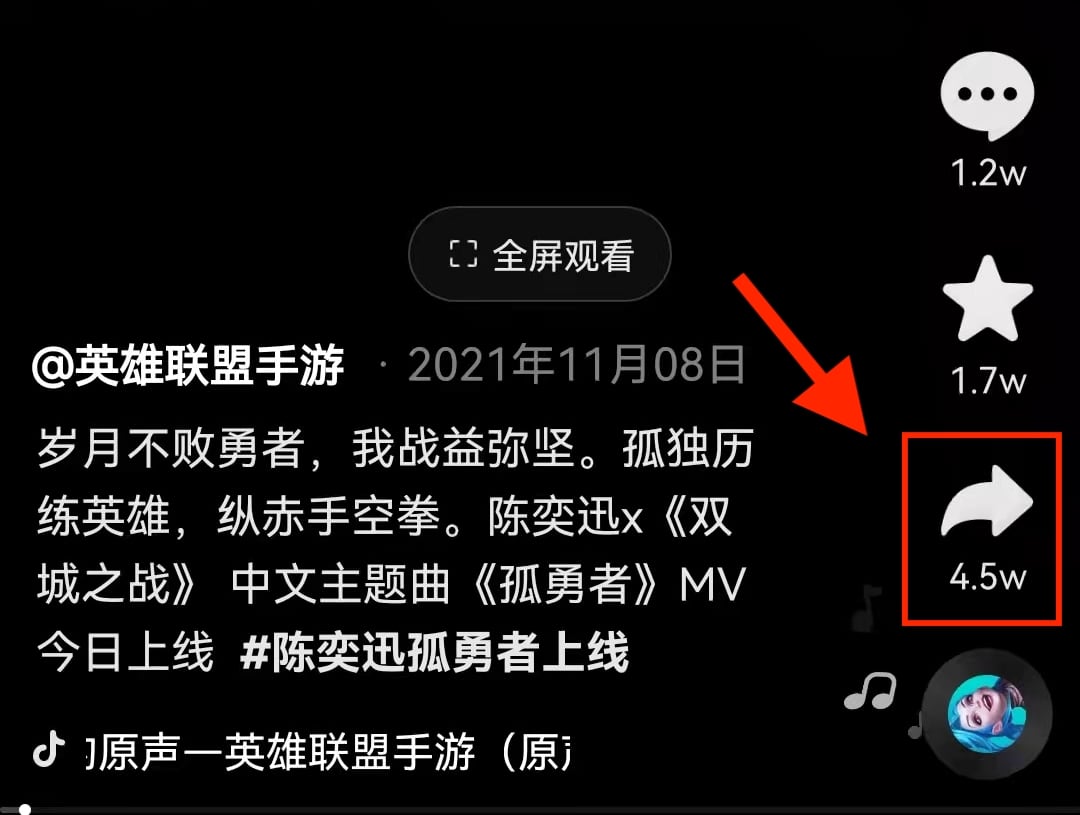 1.2w
全屏观看
1.7w
@英雄联盟手游 · 2021年11月08日
岁月不败勇者，我战益弥坚。孤独历
练英雄，纵赤手空拳。陈奕迅x《双
城之战》 中文主题曲《孤勇者》MV
今日上线 #陈奕迅孤勇者上线
4.5w
原声一英雄联盟手游（原